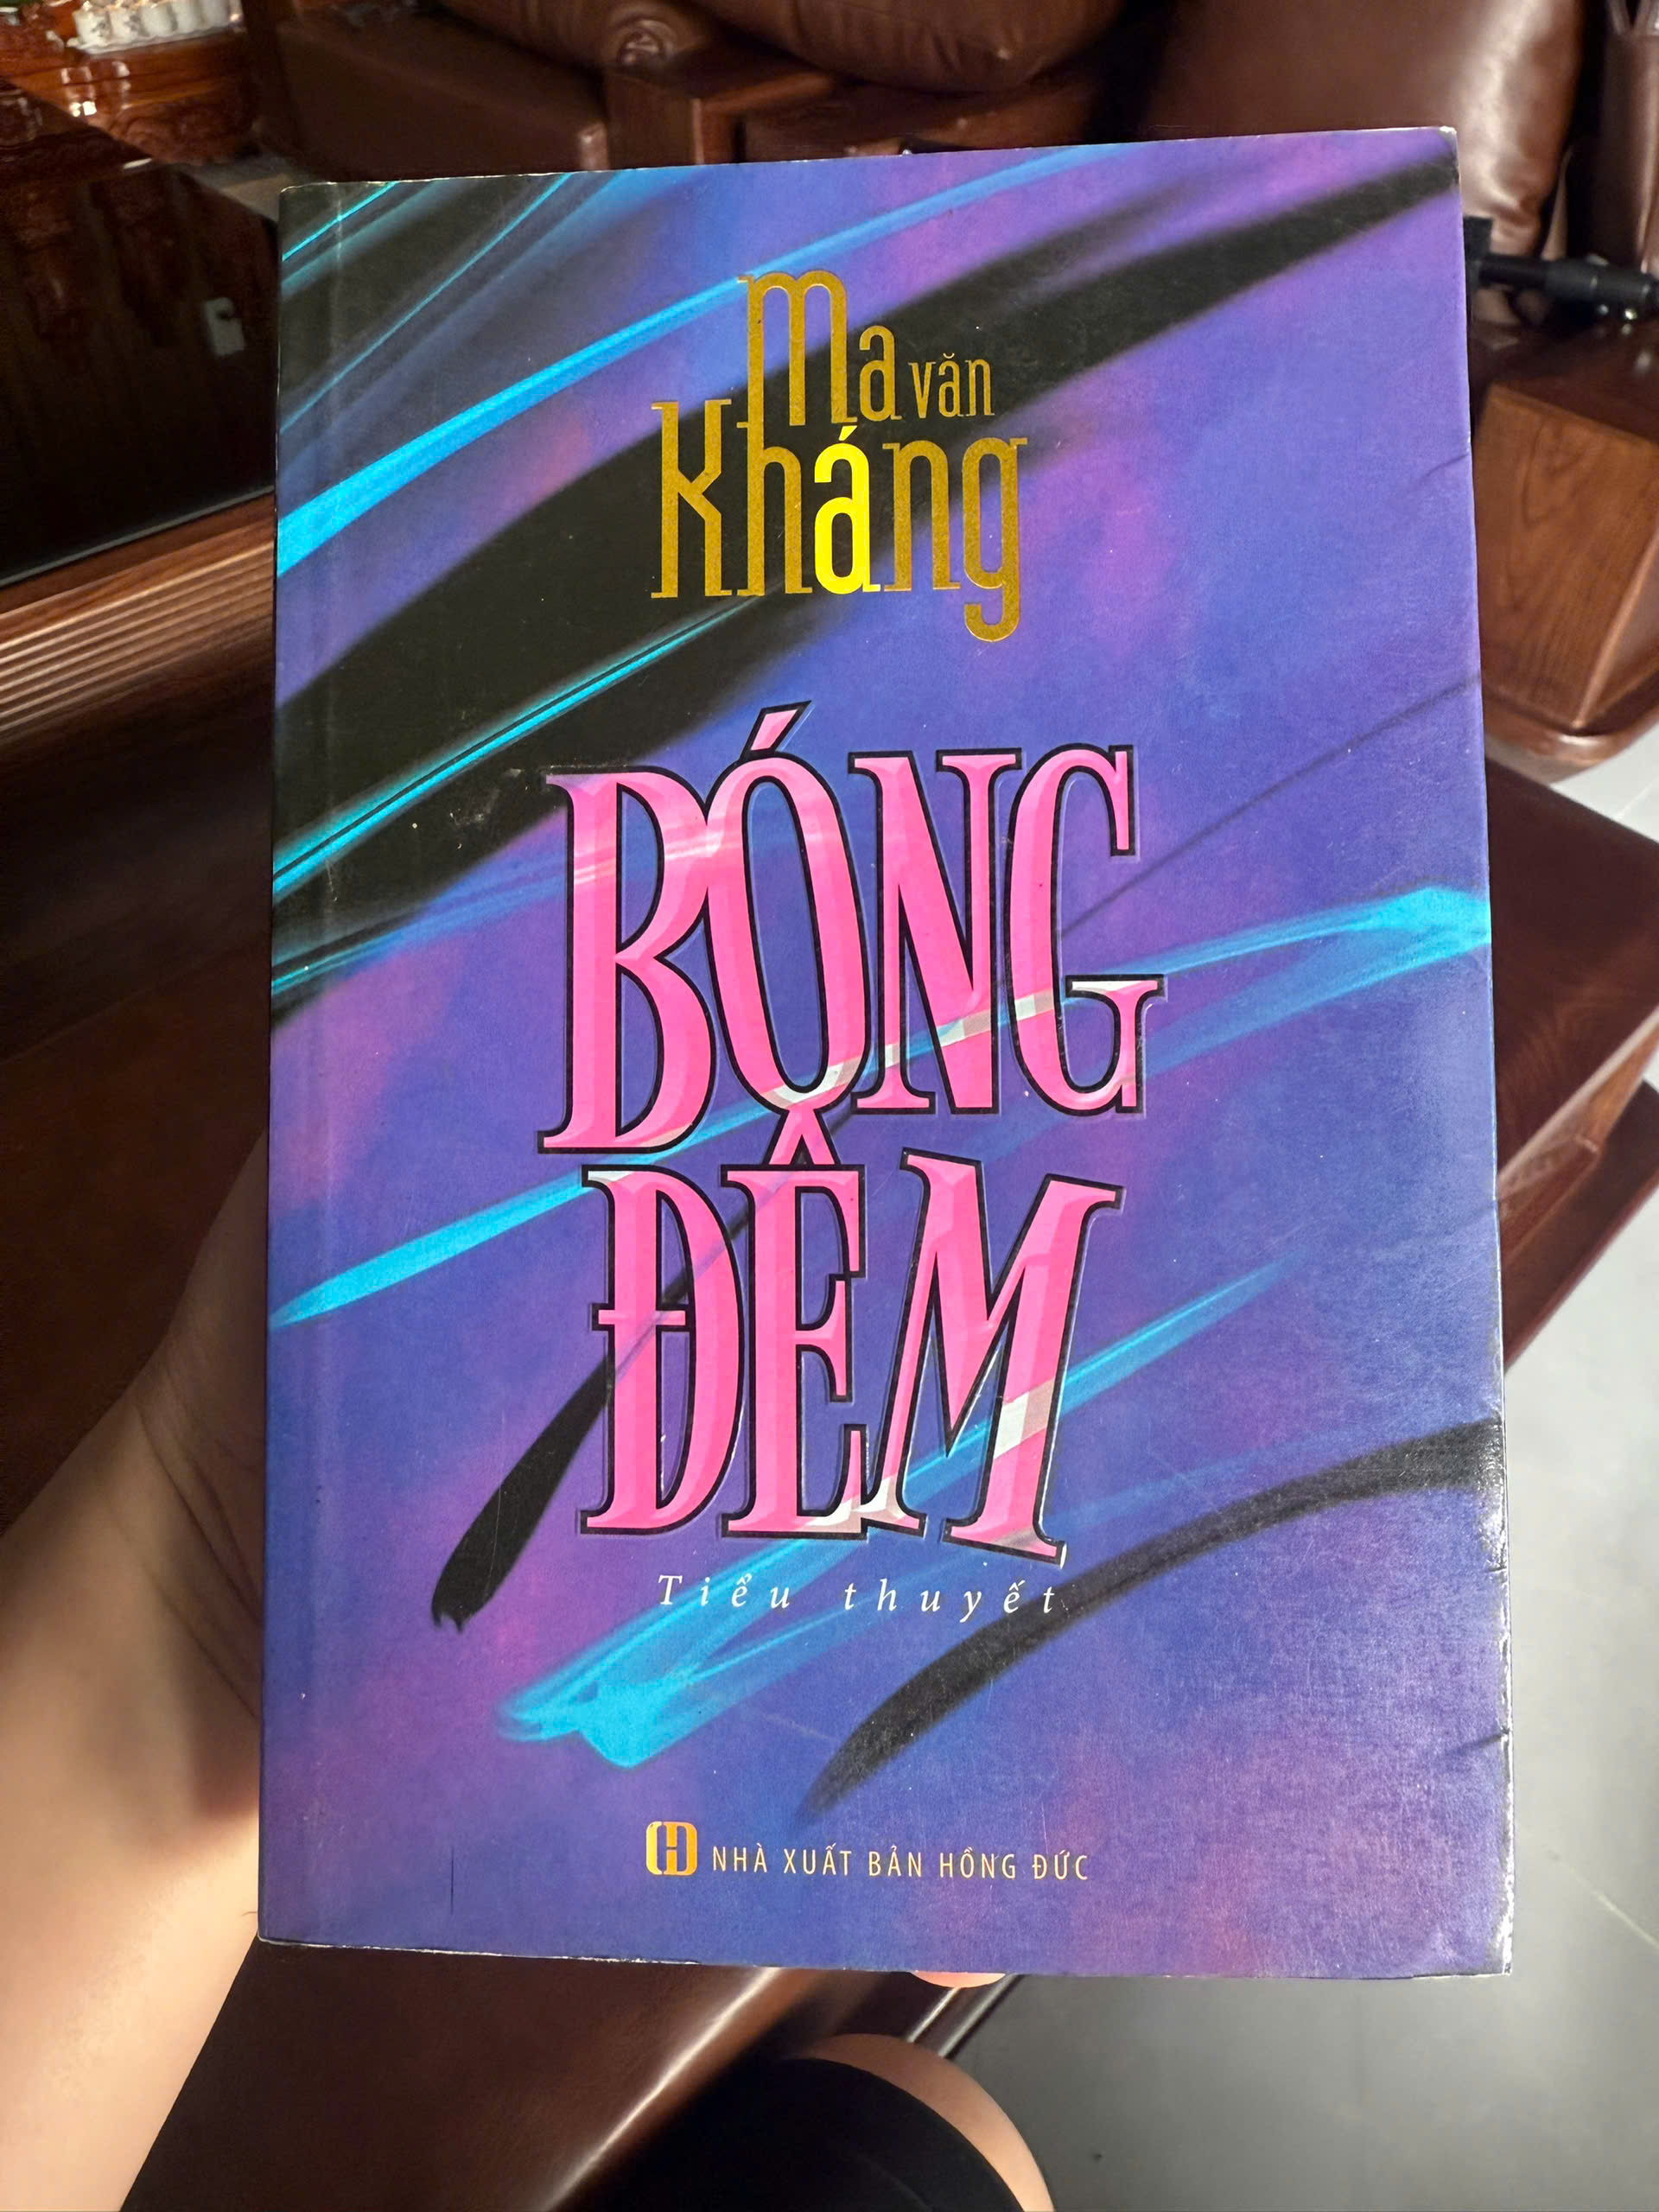 Ma văn
Kháng
BÓNG
ĐÊM
Tiểu thuyết
NHÀ XUẤT BẢN HỒNG ĐỨC